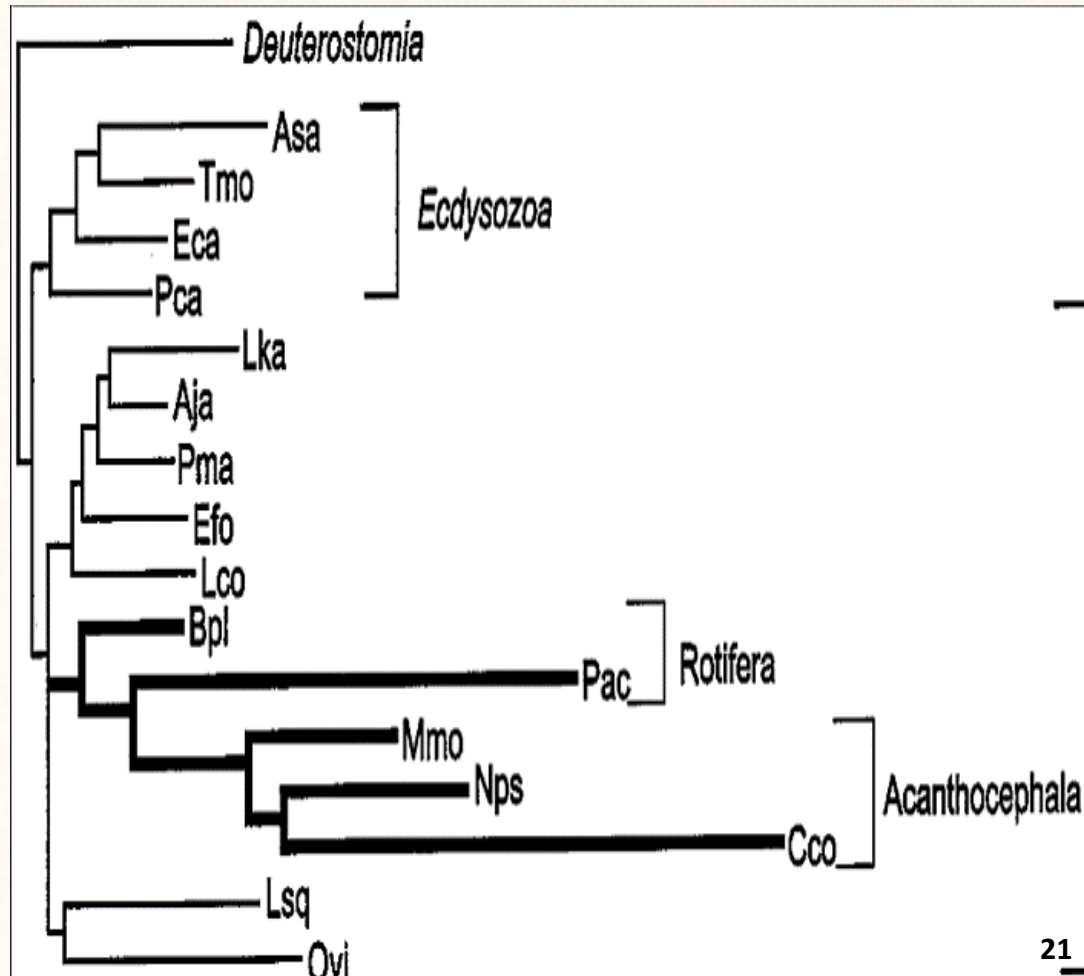 Deuterostomia
Asa
Tmo
Ecdysozoa
Eca
Pca
Lka
Aja
Pma
Efo
Lco
Bpl
Rotifera
Pac
Mmo
Nps
Acanthocephala
Cco
Lsq
Ovi
21